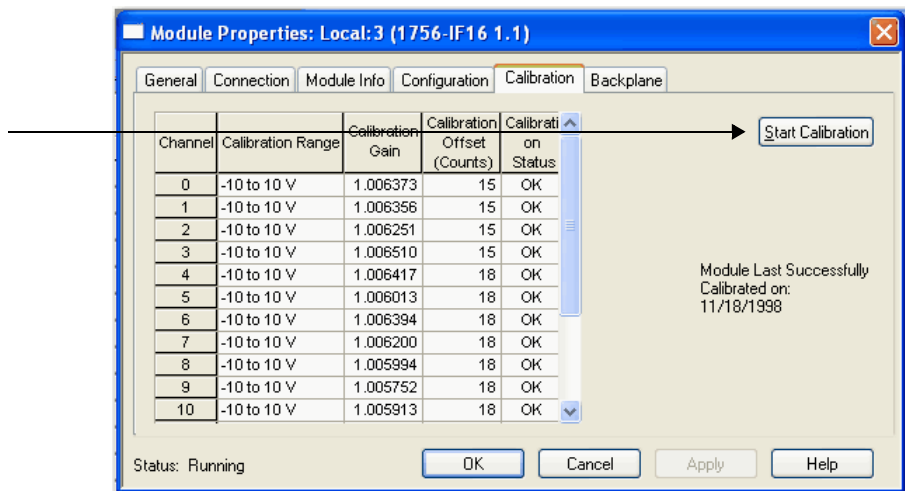 Module Properties: Local:3 (1756-IF16 1.1)
General Connection Module Info Configuration Calibration Backplane
Channel Calibration Range Calibration Gain Calibration Offset (Counts) Calibration Status
0 -10 to 10 V 1.006373 15 OK
1 -10 to 10 V 1.006356 15 OK
2 -10 to 10 V 1.006251 15 OK
3 -10 to 10 V 1.006510 15 OK
4 -10 to 10 V 1.006417 18 OK
5 -10 to 10 V 1.006013 18 OK
6 -10 to 10 V 1.006394 18 OK
7 -10 to 10 V 1.006200 18 OK
8 -10 to 10 V 1.005994 18 OK
9 -10 to 10 V 1.005752 18 OK
10 -10 to 10 V 1.005913 18 OK
Start Calibration
Module Last Successfully
Calibrated on:
11/18/1998
Status: Running
OK Cancel Apply Help